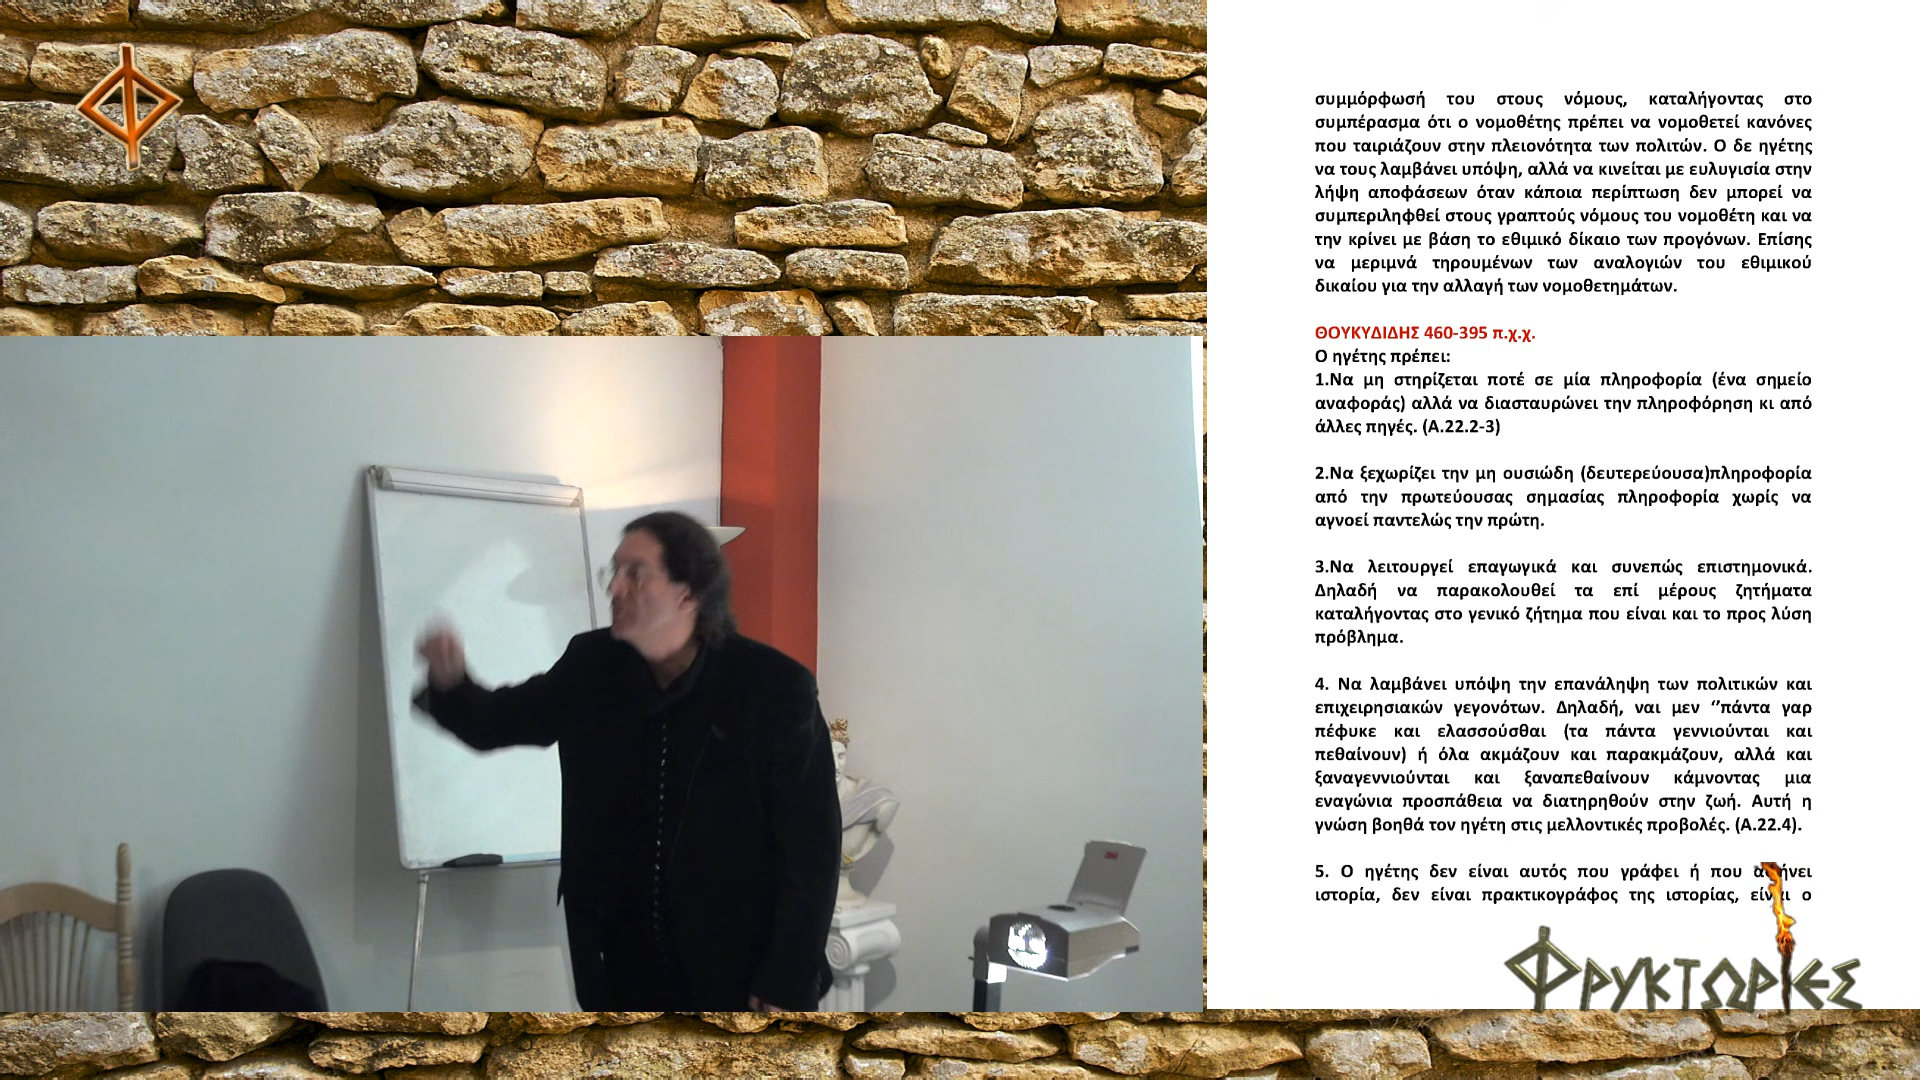 συμμόρφωσή του στους νόμους, καταλήγοντας στο
συμπέρασμα ότι ο νομοθέτης πρέπει να νομοθετεί κανόνες
που ταιριάζουν στην πλειονότητα των πολιτών. Ο δε ηγέτης
να τους λαμβάνει υπόψη, αλλά να κινείται με ευλυγισία στην
λήψη αποφάσεων όταν κάποια περίπτωση δεν μπορεί να
συμπεριληφθεί στους γραπτούς νόμους του νομοθέτη και να
την κρίνει με βάση το εθιμικό δίκαιο των προγόνων. Επίσης
να μεριμνά τηρουμένων των αναλογιών του εθιμικού
δικαίου για την αλλαγή των νομοθετημάτων.
ΘΟΥΚΥΔΙΔΗΣ 460-395 π.χ.χ.
Ο ηγέτης πρέπει:
1.Να μη στηρίζεται ποτέ σε μία πληροφορία (ένα σημείο
αναφοράς) αλλά να διασταυρώνει την πληροφόρηση κι από
άλλες πηγές. (Α.22.2-3)
2.Να ξεχωρίζει την μη ουσιώδη (δευτερεύουσα)πληροφορία
από την πρωτεύουσας σημασίας πληροφορία χωρίς να
αγνοεί παντελώς την πρώτη.
3.Να λειτουργεί επαγωγικά και συνεπώς επιστημονικά.
Δηλαδή να παρακολουθεί τα επί μέρους ζητήματα
καταλήγοντας στο γενικό ζήτημα που είναι και το προς λύση
πρόβλημα.
4. Να λαμβάνει υπόψη την επανάληψη των πολιτικών και
επιχειρησιακών γεγονότων. Δηλαδή, ναι μεν ‘’πάντα γαρ
πέφυκε και ελασσούσθαι (τα πάντα γεννιούνται και
πεθαίνουν) ή όλα ακμάζουν και παρακμάζουν, αλλά και
ξαναγεννιούνται και ξαναπεθαίνουν κάμνοντας μια
εναγώνια προσπάθεια να διατηρηθούν στην ζωή. Αυτή η
γνώση βοηθά τον ηγέτη στις μελλοντικές προβολές. (Α.22.4).
5. Ο ηγέτης δεν είναι αυτός που γράφει ή που αφήνει
ιστορία, δεν είναι πρακτικογράφος της ιστορίας, είναι ο
ΦΡΥΚΤΩΡΙΕΣ